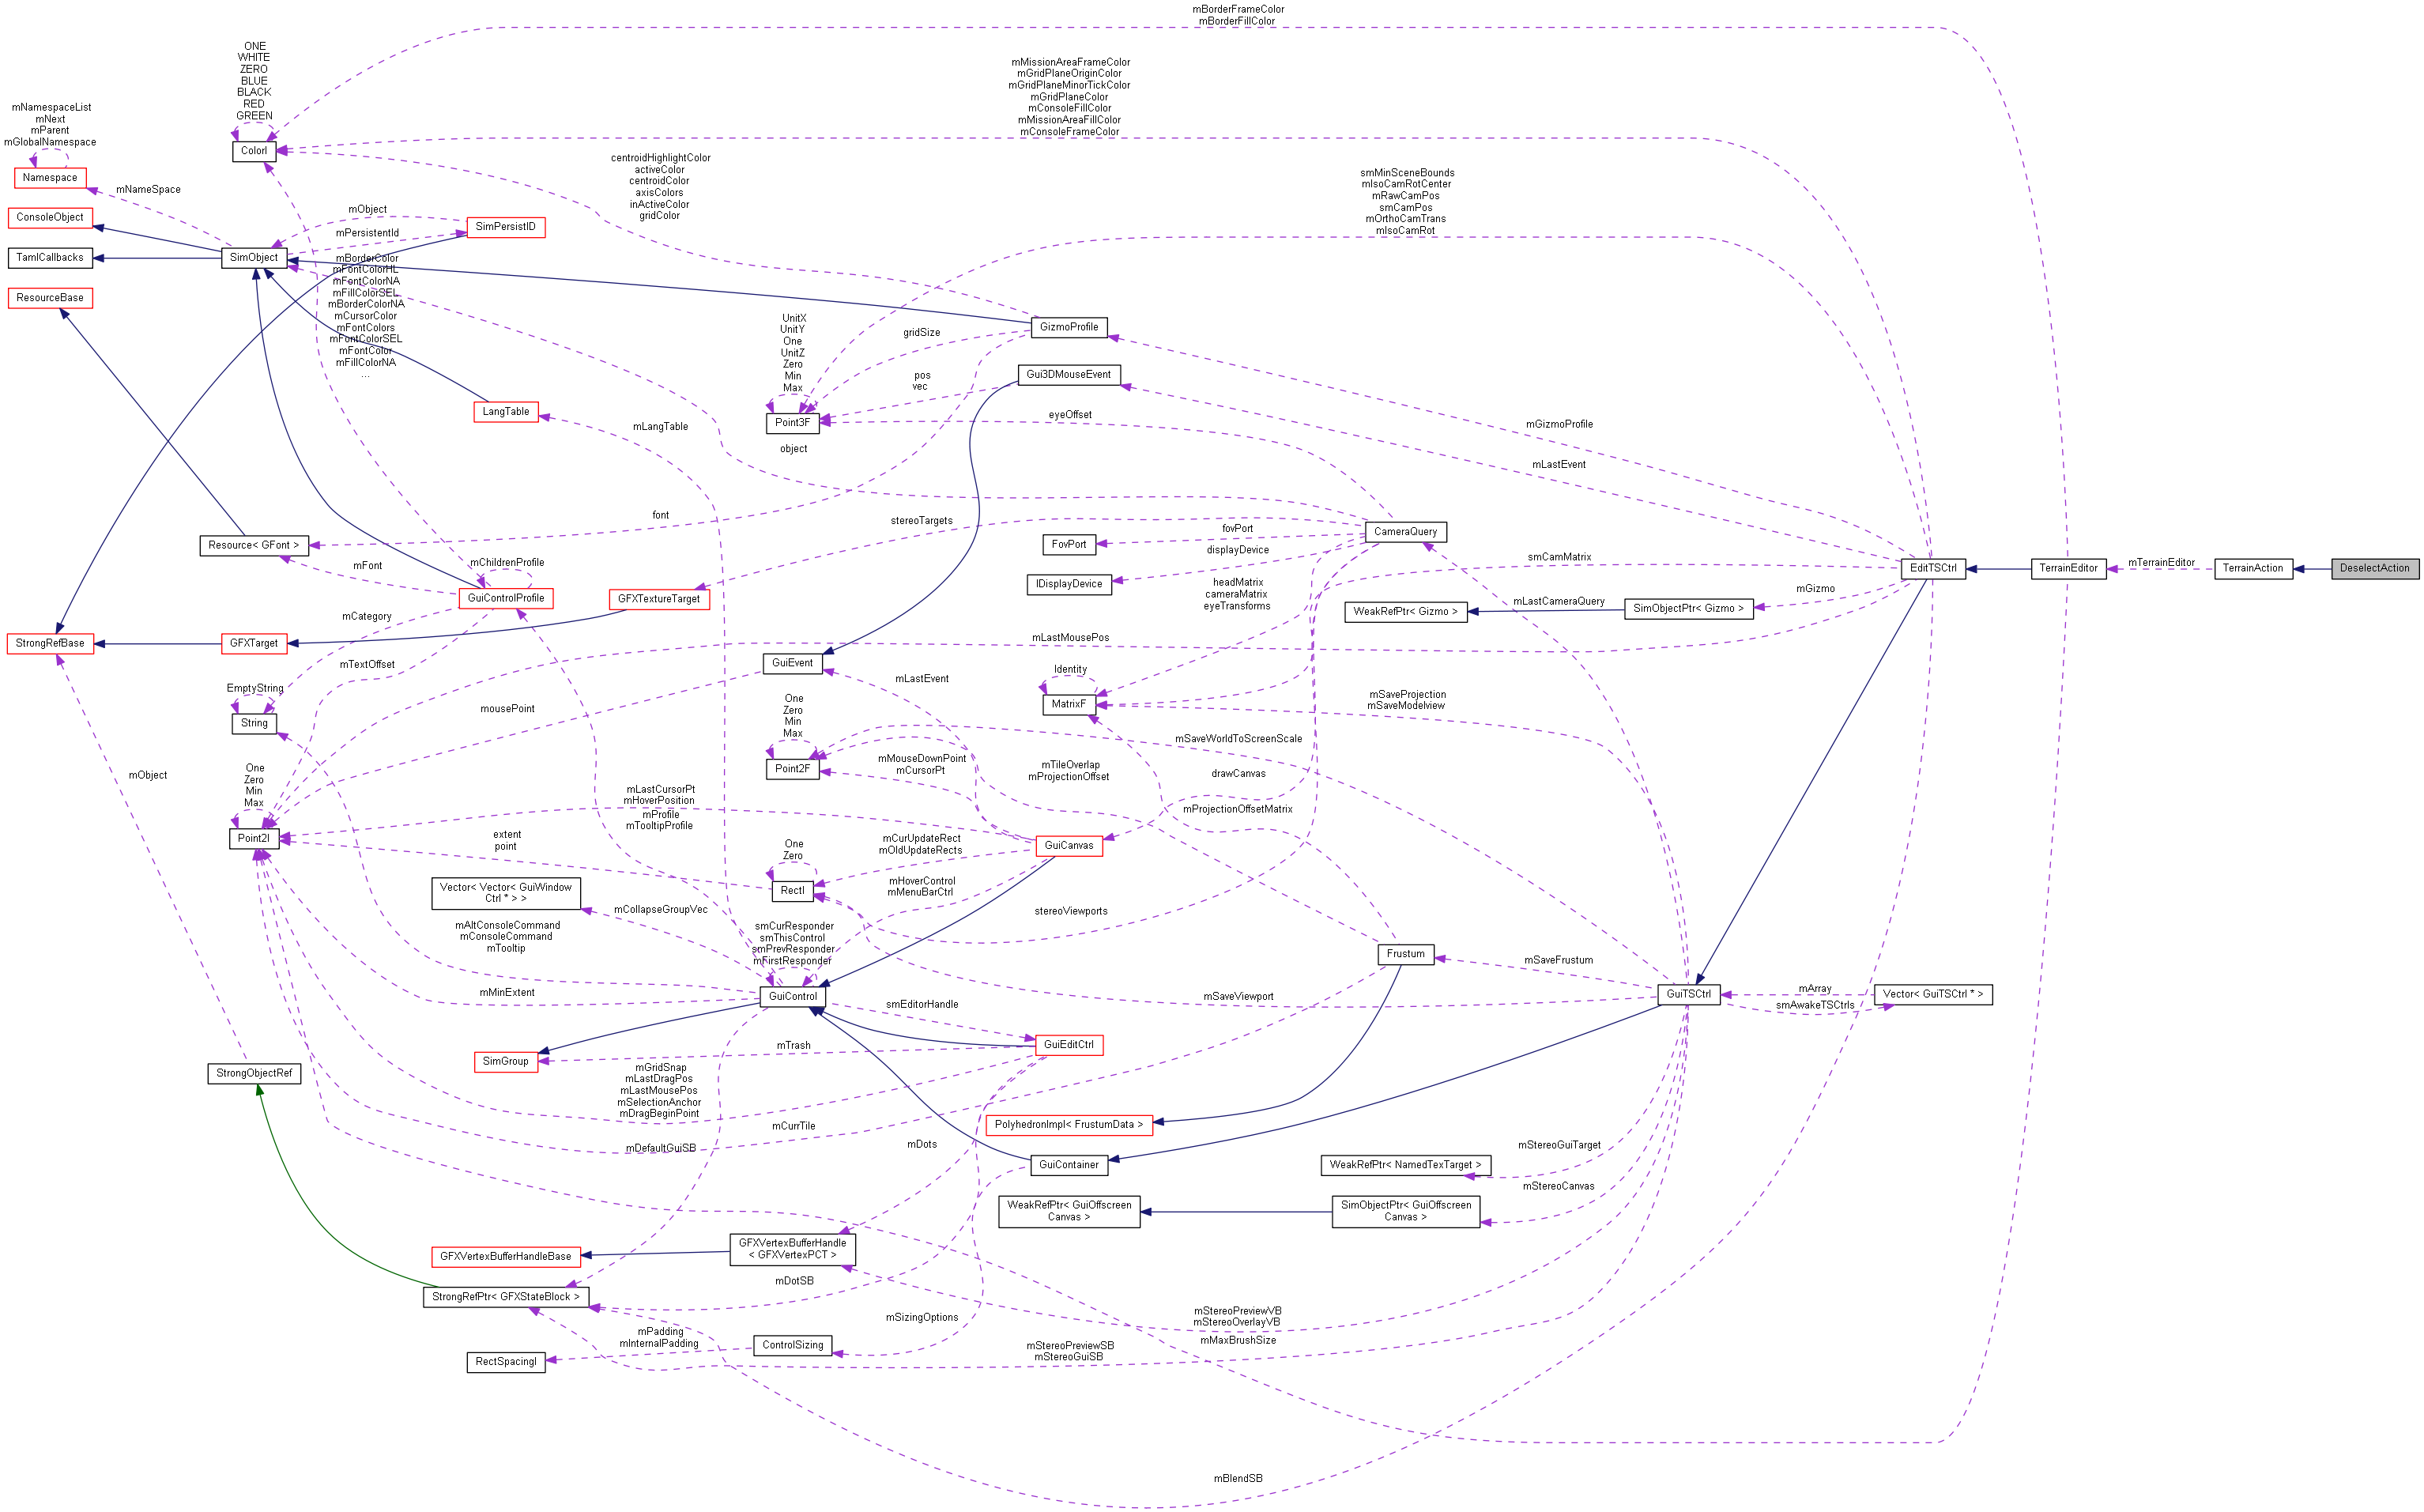 mBorderFrameColor
mBorderFillColor
ONE
WHITE
ZERO
BLUE
BLACK
RED
GREEN
mMissionAreaFrameColor
mGridPlaneOriginColor
mGridPlaneMinorTickColor
mGridPlaneColor
mConsoleFillColor
mMissionAreaFillColor
mConsoleFrameColor
mNamespaceList
mNext
mParent
mGlobalNamespace
ColorI
Namespace
mNameSpace
centroidHighlightColor
activeColor
centroidColor
axisColors
inActiveColor
gridColor
smMinSceneBounds
mIsoCamRotCenter
mRawCamPos
smCamPos
mOrthoCamTrans
mIsoCamRot
ConsoleObject
mObject
SimPersistID
mPersistentId
TamlCallbacks
SimObject
mBorderColor
mFontColorHL
mFontColorNA
mFillColorSEL
mBorderColorNA
mCursorColor
mFontColors
mFontColorSEL
mFontColor
mFillColorNA
...
ResourceBase
UnitX
UnitY
One
UnitZ
Zero
Min
Max
gridSize
GizmoProfile
pos
vec
Gui3DMouseEvent
LangTable
mLangTable
Point3F
eyeOffset
mGizmoProfile
object
mLastEvent
font
stereoTargets
CameraQuery
fovPort
Resource< GFont >
FovPort
displayDevice
smCamMatrix
mFont
mChildrenProfile
IDisplayDevice
EditTSCtrl
TerrainEditor
mTerrainEditor
TerrainAction
DeselectAction
GuiControlProfile
GFXTextureTarget
headMatrix
cameraMatrix
eyeTransforms
mGizmo
mLastCameraQuery
WeakRefPtr< Gizmo >
SimObjectPtr< Gizmo >
mCategory
StrongRefBase
GFXTarget
mLastMousePos
mTextOffset
GuiEvent
EmptyString
mLastEvent
Identity
String
mousePoint
One
Zero
Min
Max
MatrixF
mSaveProjection
mSaveModelview
mSaveWorldToScreenScale
Point2F
mObject
One
Zero
Min
Max
mMouseDownPoint
mCursorPt
mTileOverlap
mProjectionOffset
drawCanvas
mLastCursorPt
mHoverPosition
mProfile
mTooltipProfile
mProjectionOffsetMatrix
Point2I
extent
point
One
Zero
mCurUpdateRect
mOldUpdateRects
GuiCanvas
RectI
Vector< Vector< GuiWindow
Ctrl * > >
mCollapseGroupVec
mHoverControl
mMenuBarCtrl
stereoViewports
mAltConsoleCommand
mConsoleCommand
mTooltip
smCurResponder
smThisControl
smPrevResponder
mFirstResponder
Frustum
mSaveFrustum
mMinExtent
GuiControl
smEditorHandle
mSaveViewport
GuiTSCtrl
mArray
smAwakeTSCtrls
Vector< GuiTSCtrl * >
SimGroup
mTrash
GuiEditCtrl
StrongObjectRef
mGridSnap
mLastDragPos
mLastMousePos
mSelectionAnchor
mDragBeginPoint
mCurrTile
PolyhedronImpl< FrustumData >
mDefaultGuiSB
mDots
mStereoGuiTarget
GuiContainer
WeakRefPtr< NamedTexTarget >
mStereoCanvas
WeakRefPtr< GuiOffscreen
Canvas >
SimObjectPtr< GuiOffscreen
Canvas >
GFXVertexBufferHandleBase
GFXVertexBufferHandle
< GFXVertexPCT >
mDotSB
StrongRefPtr< GFXStateBlock >
mSizingOptions
mStereoPreviewVB
mStereoOverlayVB
mMaxBrushSize
mPadding
mInternalPadding
ControlSizing
mStereoPreviewSB
mStereoGuiSB
RectSpacingI
mBlendSB